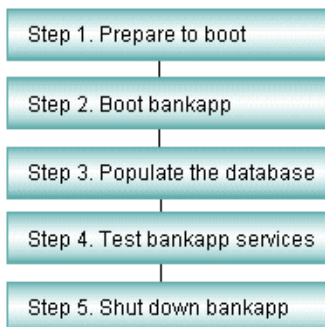 Step 1. Prepare to boot
Step 2. Boot bankapp
Step 3. Populate the database
Step 4. Test bankapp services
Step 5. Shut down bankapp